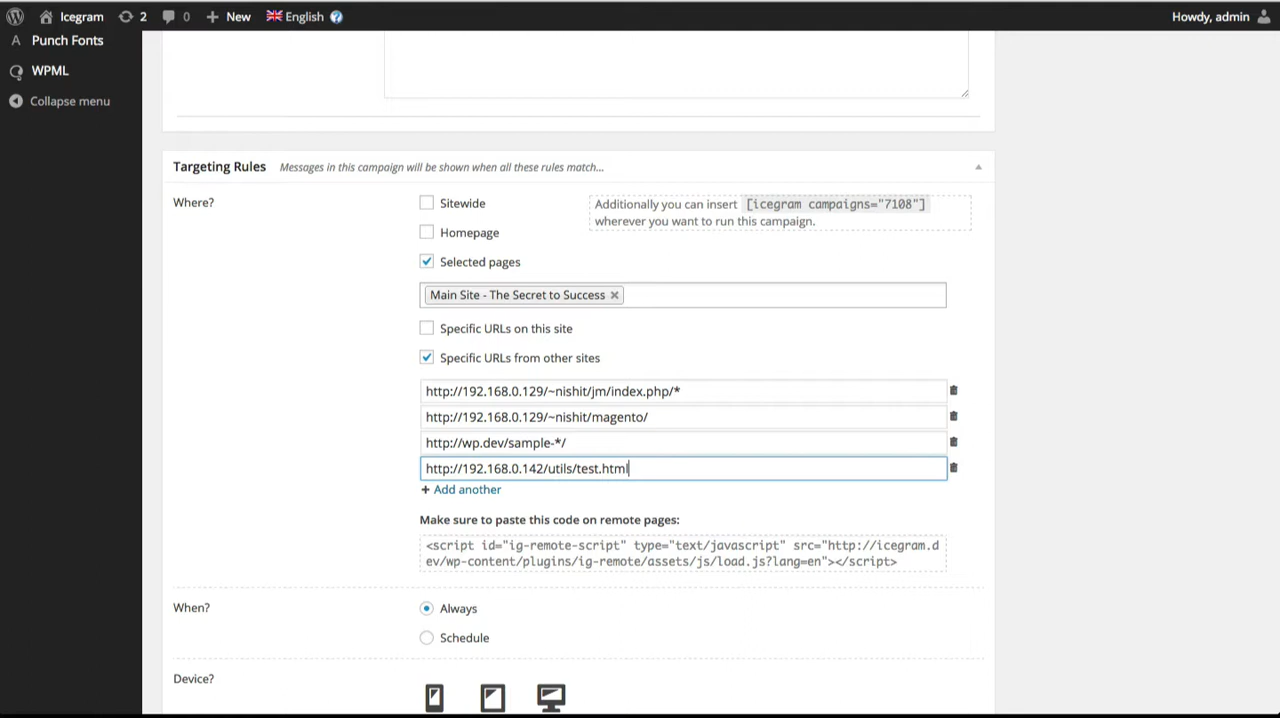 Icegram 2 0 New English ? Howdy, admin
Punch Fonts
WPML
Collapse menu
Targeting Rules Messages in this campaign will be shown when all these rules match...
Where?
Sitewide
Additionally you can insert [icegram campaigns="7108"]
wherever you want to run this campaign.
Homepage
Selected pages
Main Site - The Secret to Success ×
Specific URLs on this site
Specific URLs from other sites
http://192.168.0.129/~nishit/jm/index.php/*
http://192.168.0.129/~nishit/magento/
http://wp.dev/sample-*/
http://192.168.0.142/utils/test.html
+ Add another
Make sure to paste this code on remote pages:
<script id="ig-remote-script" type="text/javascript" src="http://icegram.d
ev/wp-content/plugins/ig-remote/assets/js/load.js?lang=en"></script>
When?
Always
Schedule
Device?